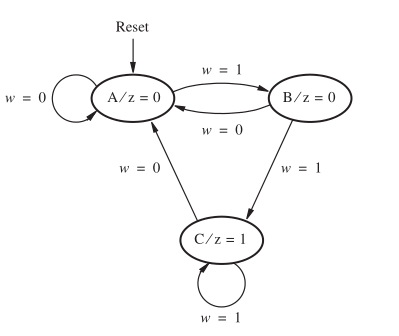 Reset
w = 1
w = 0
A/z = 0
B/z = 0
w = 0
w = 0
w = 1
C/z = 1
w = 1